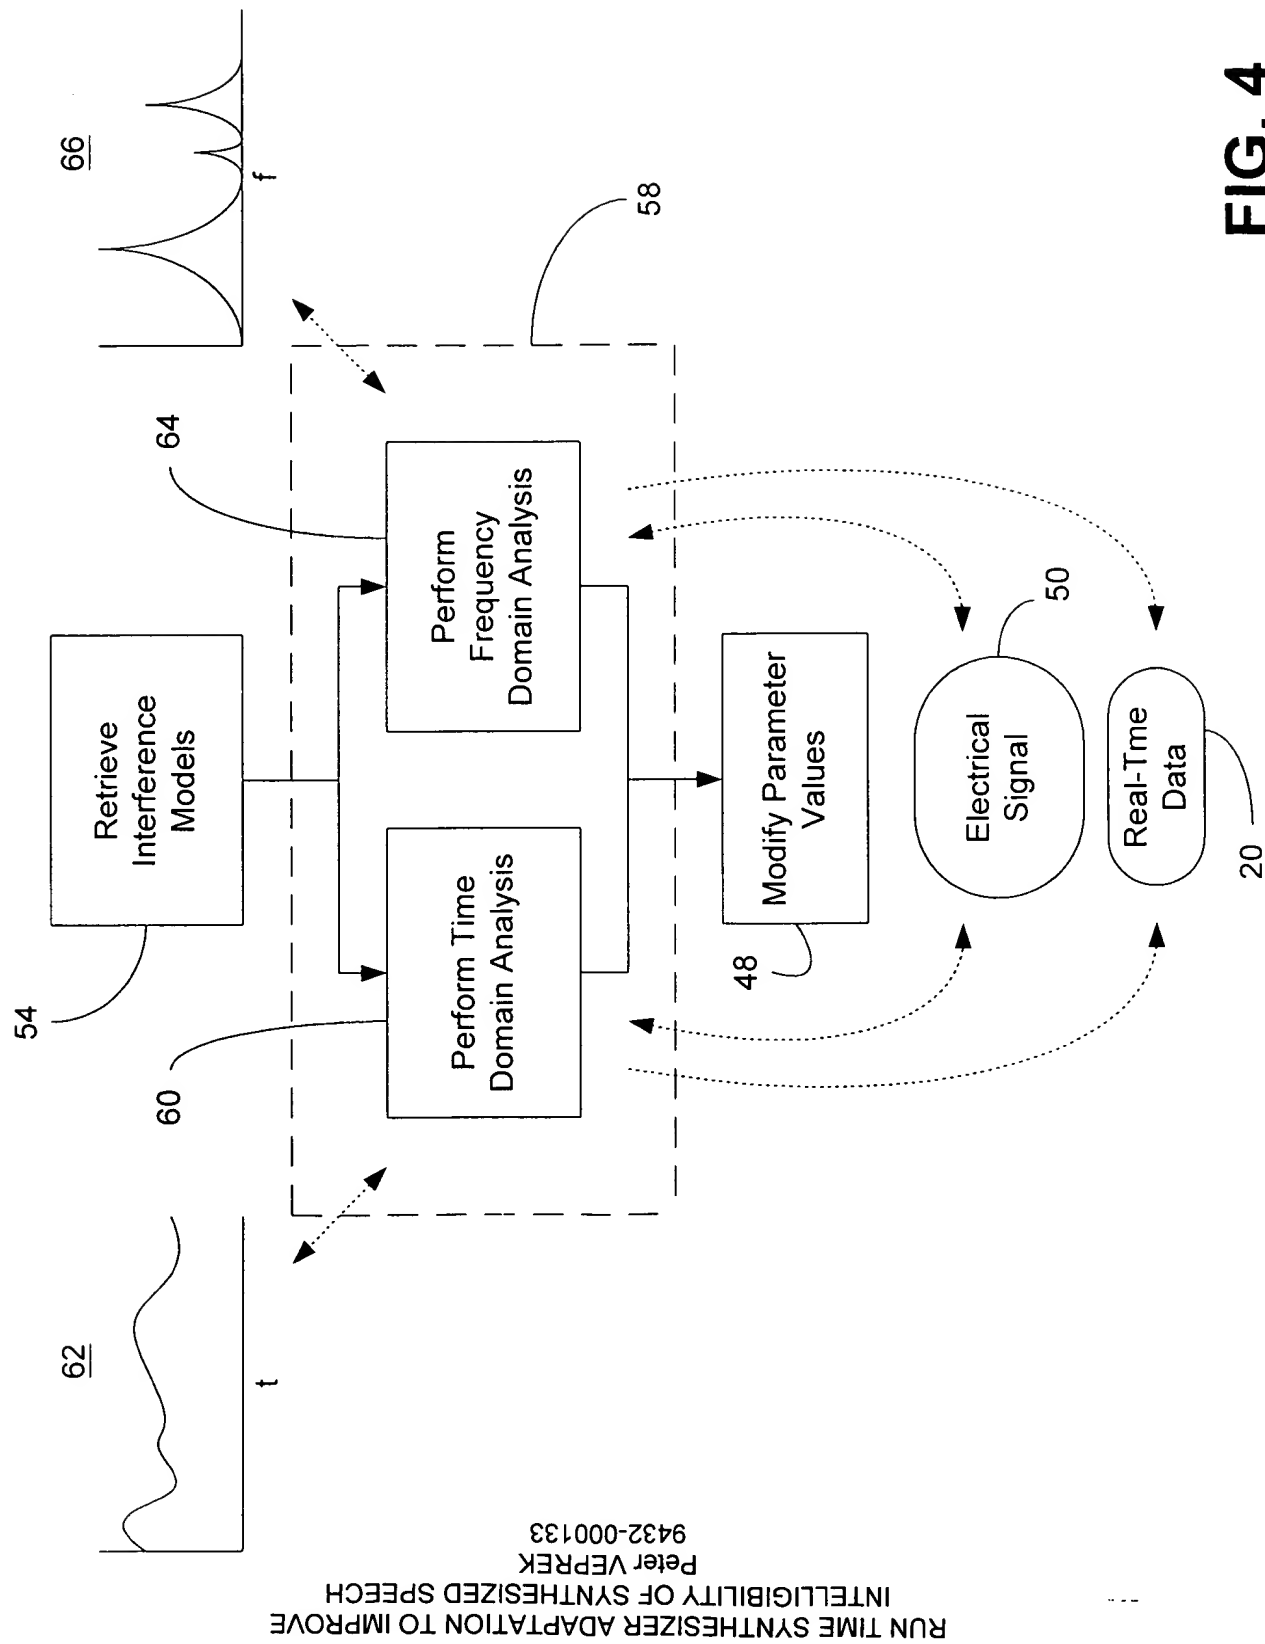 62
t
66
f
54
Retrieve
Interference
Models
60
64
Perform Time
Domain Analysis
Perform
Frequency
Domain Analysis
58
48
Modify Parameter
Values
Electrical
Signal
50
Real-Tme
Data
20
FIG. 4
RUN TIME SYNTHESIZER ADAPTATION TO IMPROVE
INTELLIGIBILITY OF SYNTHESIZED SPEECH
Peter VEPREK
9432-000133